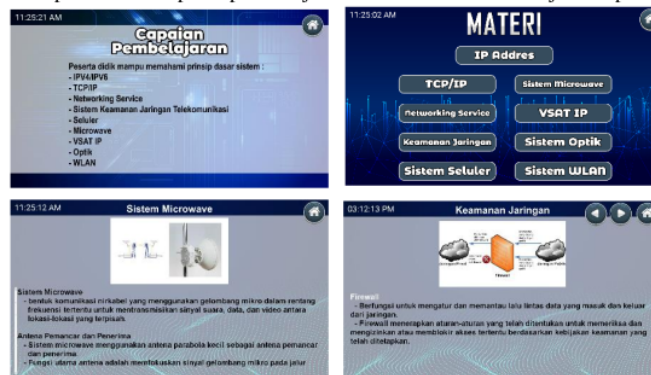 11:25:21 AM
Capaian
Pembelajaran
Peserta didik mampu memahami prinsip dasar sistem :
- IPV4/IPV6
- TCP/IP
- Networking Service
- Sistem Keamanan Jaringan Telekomunikasi
- Seluler
- Microwave
- VSAT IP
- Optik
- WLAN
11:25:02 AM
MATERI
IP Addres
TCP/IP
Sistem Microwave
Networking Service
VSAT IP
Keamanan Jaringan
Sistem Optik
Sistem Seluler
Sistem WLAN
11:25:12 AM
Sistem Microwave
Sistem Microwave
- bentuk komunikasi nirkabel yang menggunakan gelombang mikro dalam rentang
frekuensi tertentu untuk mentransmisikan sinyal suara, data, dan video antara
lokasi-lokasi yang terpisah.
Antena Pemancar dan Penerima
- Sistem microwave menggunakan antena parabola kecil sebagai antena pemancar
dan penerima.
- Fungsi utama antena adalah memfokuskan sinyal gelombang mikro pada jalur
03:12:13 PM
Keamanan Jaringan
Firewall
- Berfungsi untuk mengatur dan memantau lalu lintas data yang masuk dan keluar
dari jaringan.
- Firewall menerapkan aturan-aturan yang telah ditentukan untuk memeriksa dan
mengizinkan atau memblokir akses tertentu berdasarkan kebijakan keamanan yang
telah ditetapkan.